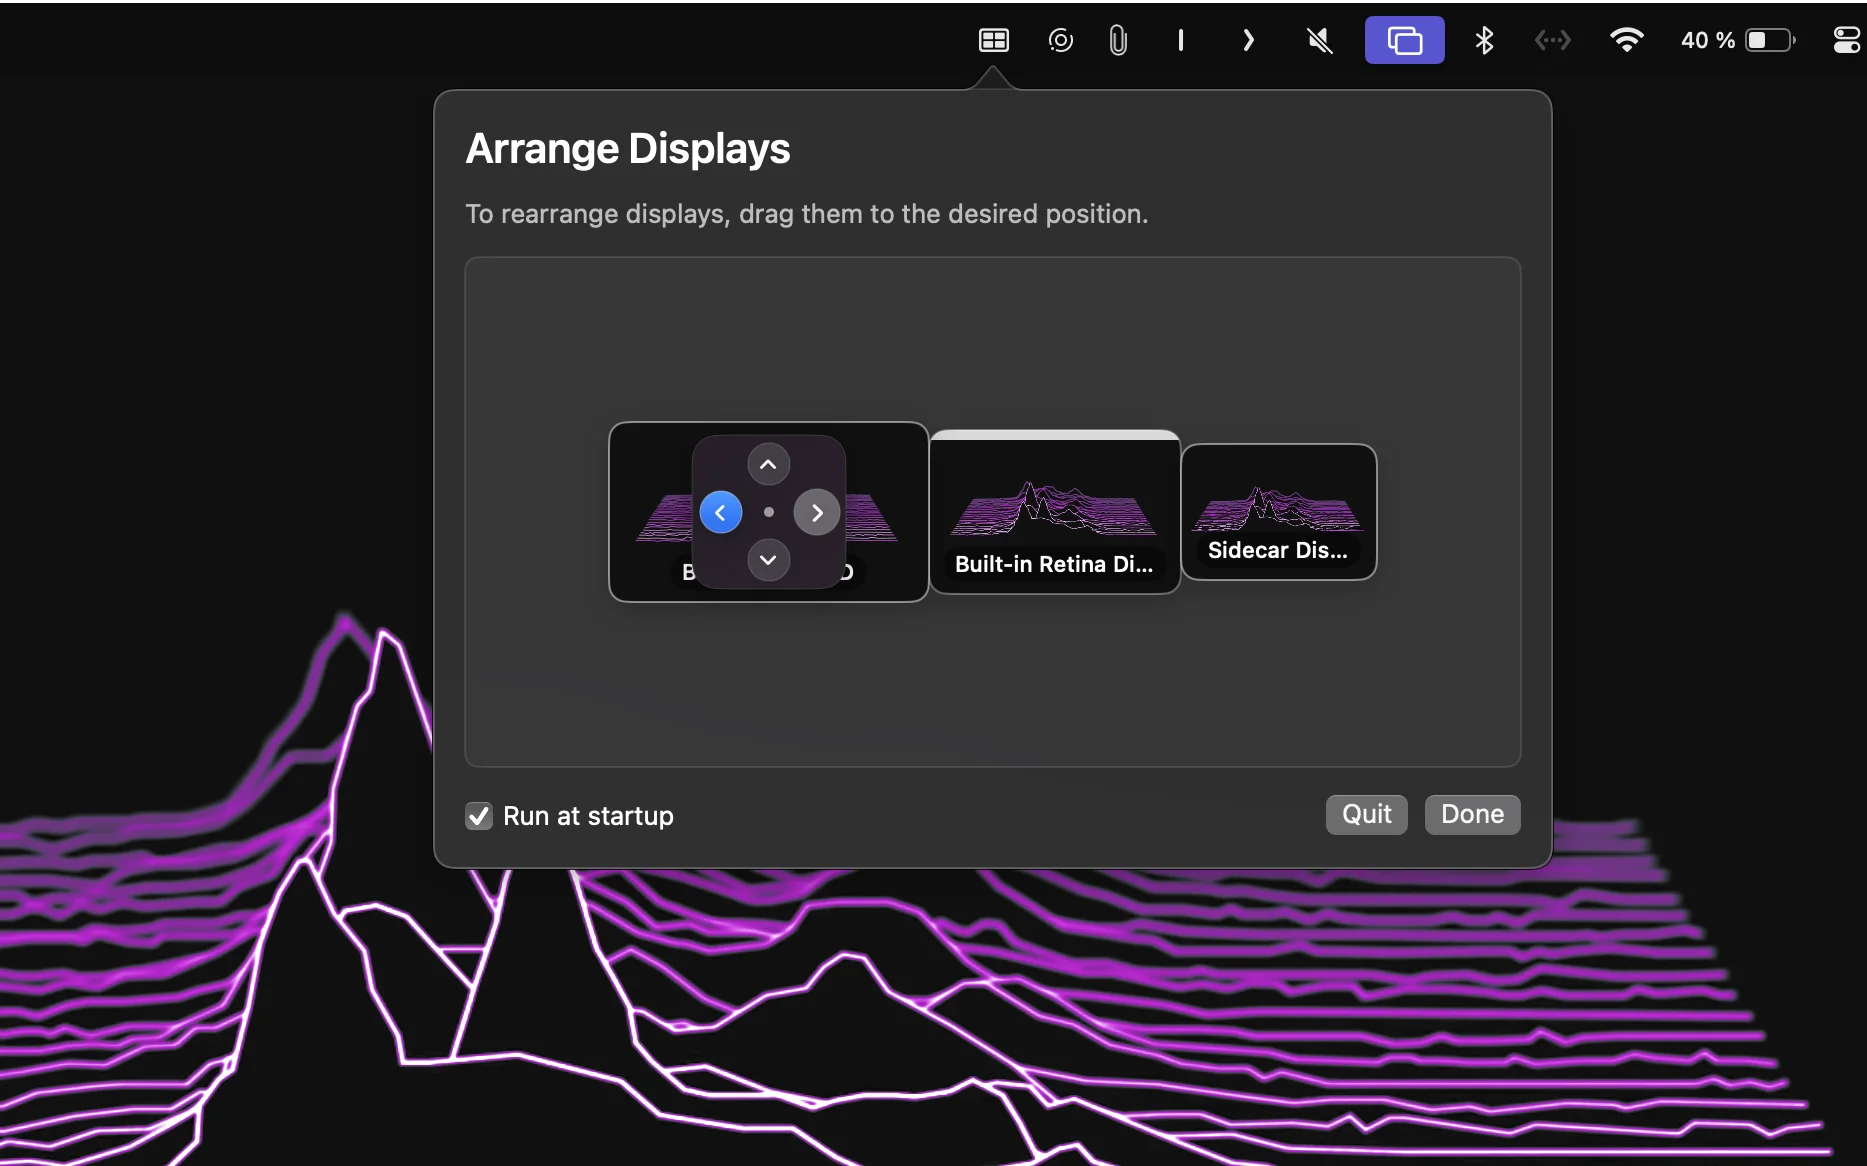 40 %
Arrange Displays
To rearrange displays, drag them to the desired position.
Built-in Retina Di...
Sidecar Dis...
Run at startup
Quit
Done